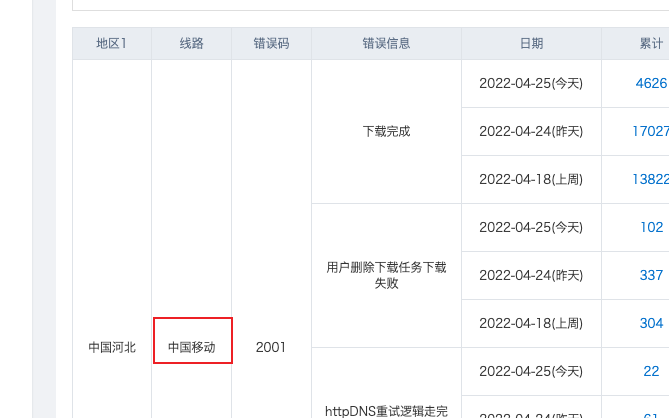 地区1 线路 错误码 错误信息 日期 累计
2022-04-25(今天) 4626
下载完成 2022-04-24(昨天) 17027
2022-04-18(上周) 13822
2022-04-25(今天) 102
用户删除下载任务下载
失败
2022-04-24(昨天) 337
2022-04-18(上周) 304
中国河北 中国移动 2001
2022-04-25(今天) 22
httpDNS重试逻辑走完
2022-04-24(昨天) 61